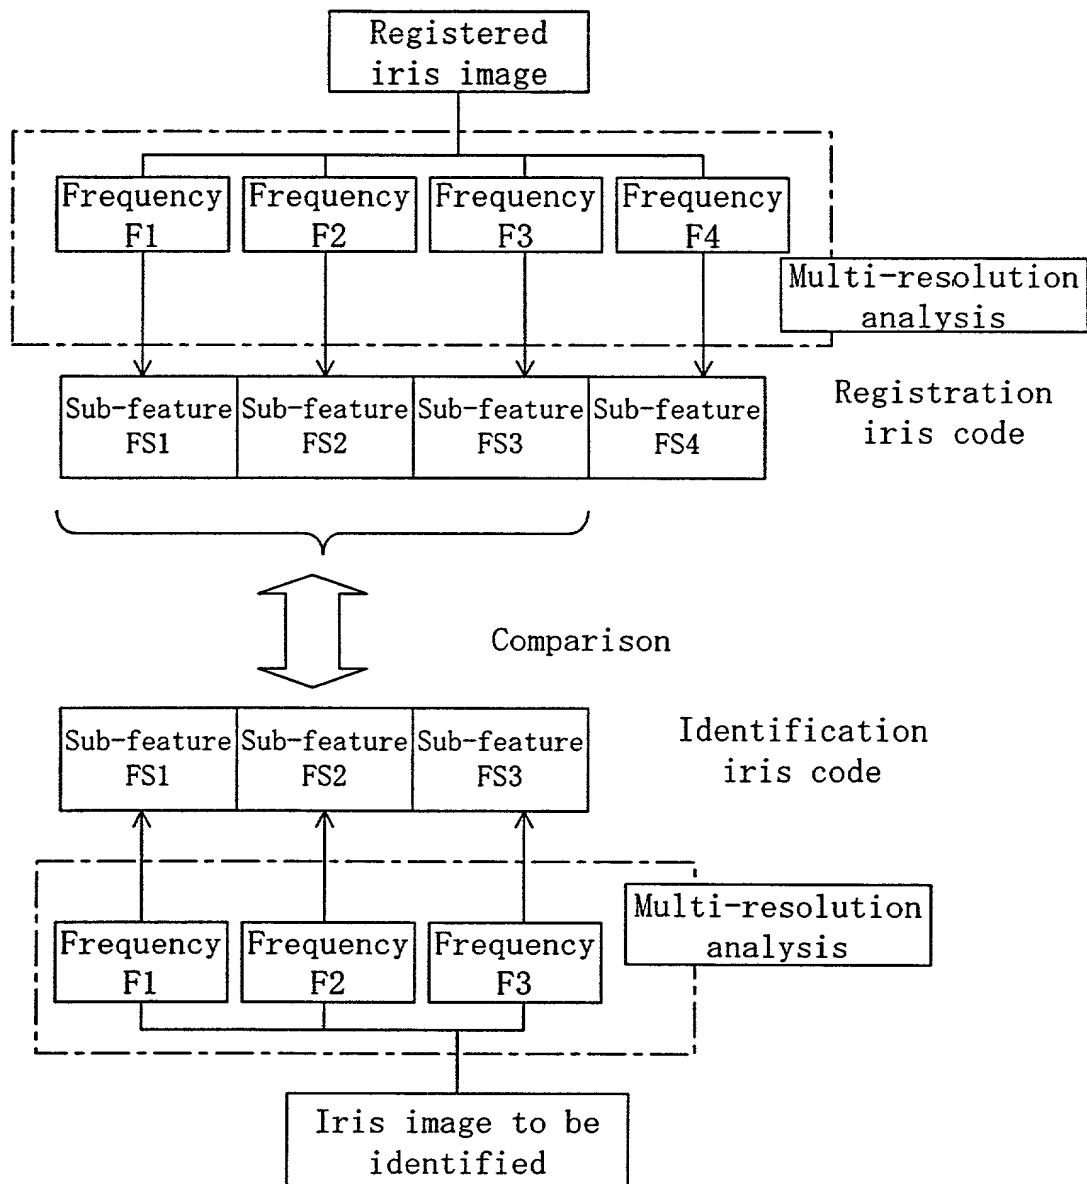 Registered
iris image
Frequency
F1
Frequency
F2
Frequency
F3
Frequency
F4
Multi-resolution
analysis
Sub-feature
FS1
Sub-feature
FS2
Sub-feature
FS3
Sub-feature
FS4
Registration
iris code
Comparison
Sub-feature
FS1
Sub-feature
FS2
Sub-feature
FS3
Identification
iris code
Frequency
F1
Frequency
F2
Frequency
F3
Multi-resolution
analysis
Iris image to be
identified